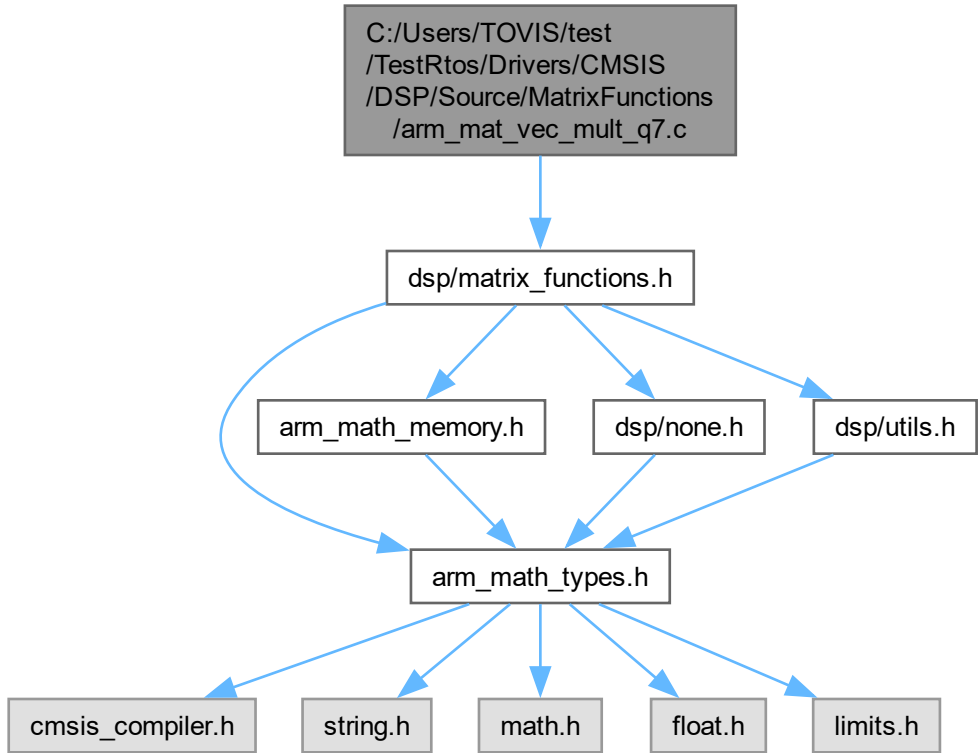 C:/Users/TOVIS/test
/TestRtos/Drivers/CMSIS
/DSP/Source/MatrixFunctions
/arm_mat_vec_mult_q7.c
dsp/matrix_functions.h
arm_math_memory.h
dsp/none.h
dsp/utils.h
arm_math_types.h
cmsis_compiler.h
string.h
math.h
float.h
limits.h